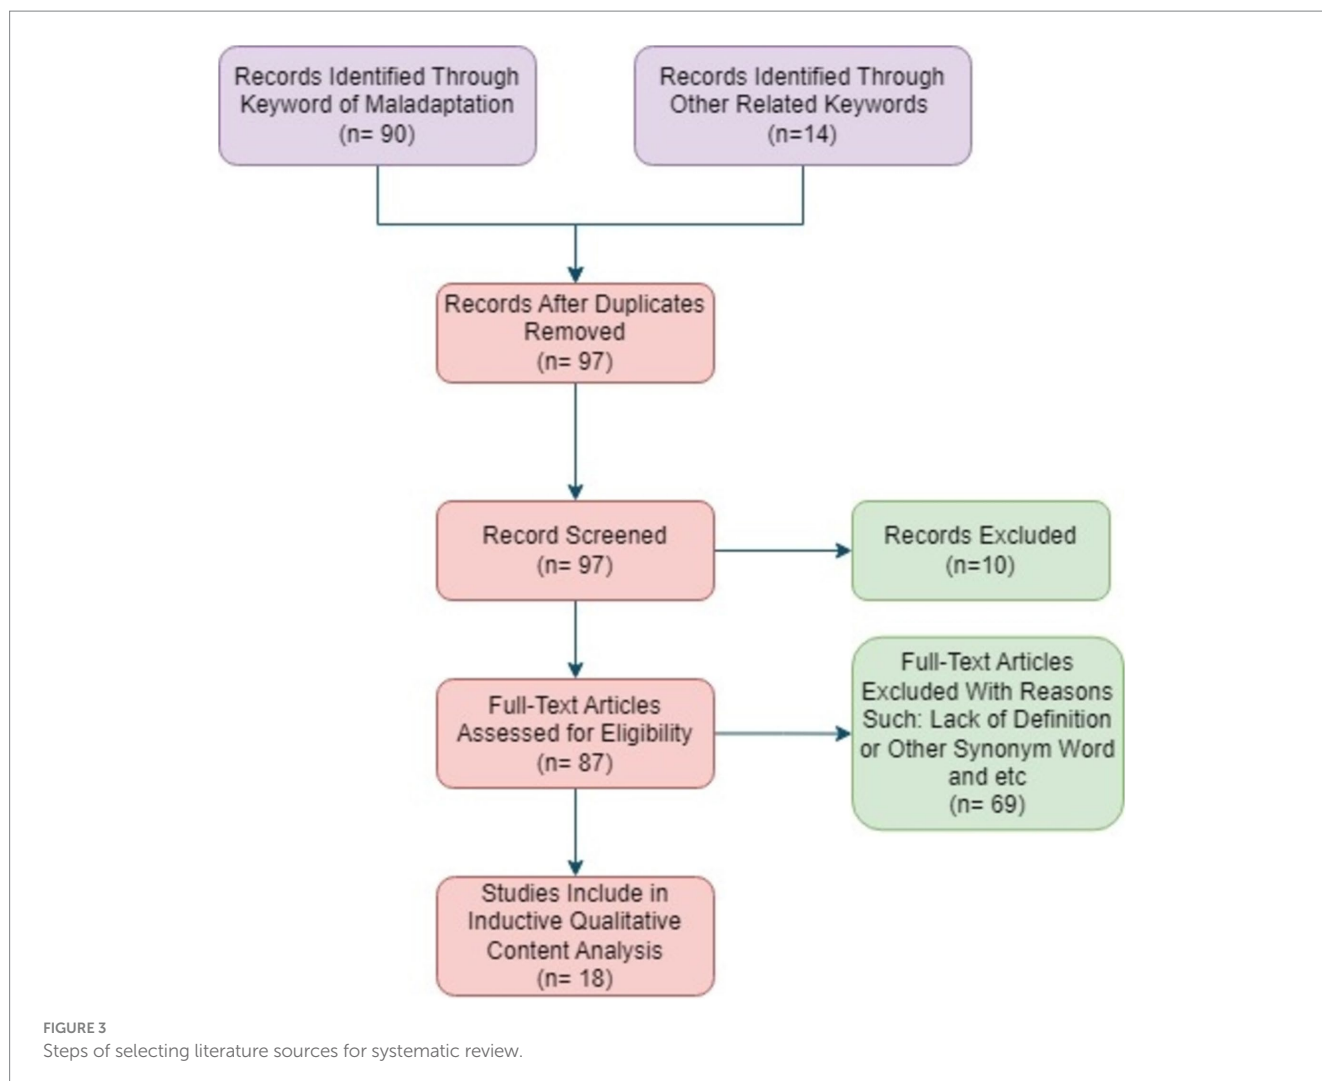 Records Identified Through
Keyword of Maladaptation
(n= 90)
Records Identified Through
Other Related Keywords
(n=14)
Records After Duplicates
Removed
(n= 97)
Record Screened
(n= 97)
Records Excluded
(n=10)
Full-Text Articles
Assessed for Eligibility
(n= 87)
Full-Text Articles
Excluded With Reasons
Such: Lack of Definition
or Other Synonym Word
and etc
(n= 69)
Studies Include in
Inductive Qualitative
Content Analysis
(n= 18)
FIGURE 3
Steps of selecting literature sources for systematic review.